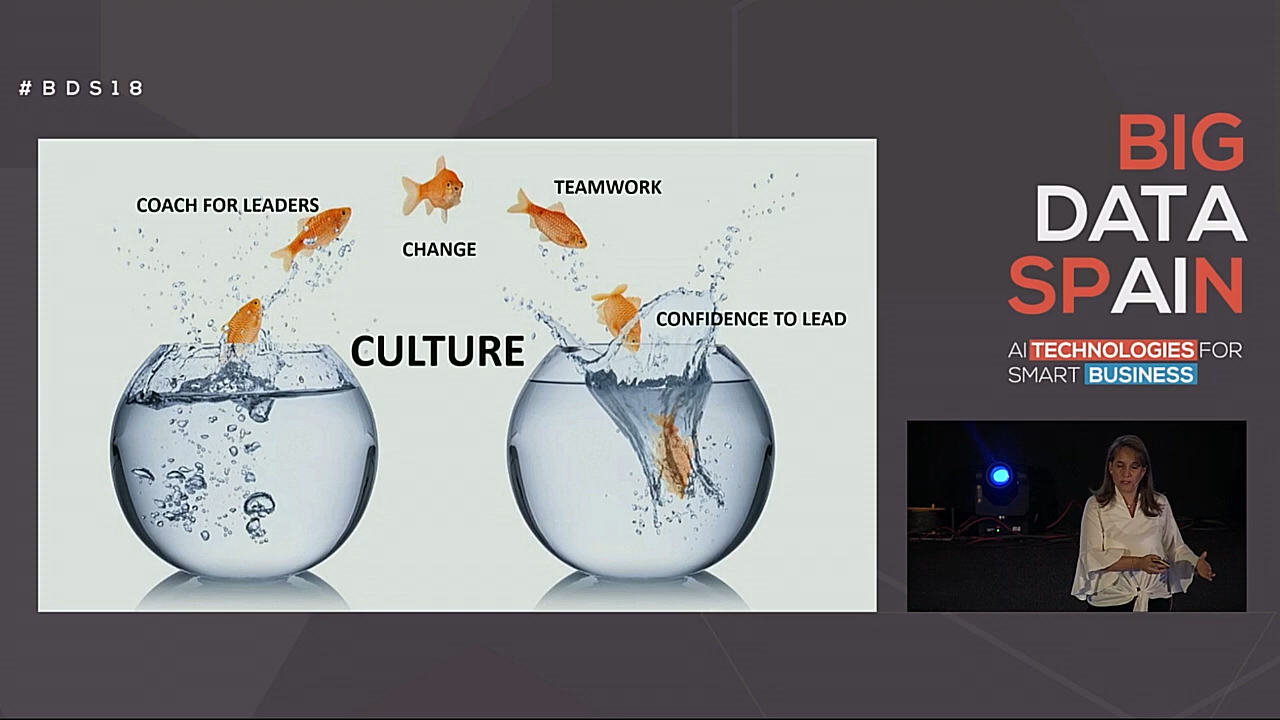 #BDS18
COACH FOR LEADERS
TEAMWORK
CHANGE
CONFIDENCE TO LEAD
CULTURE
BIG
DATA
SPAIN
AI TECHNOLOGIES FOR
SMART BUSINESS